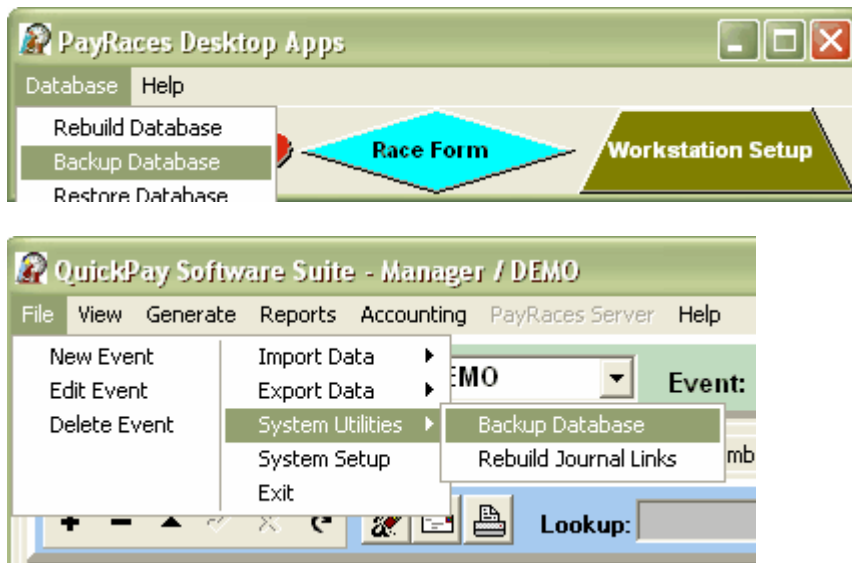 PayRaces Desktop Apps
Database Help
Rebuild Database
Backup Database Race Form Workstation Setup
Restore Database
QuickPay Software Suite - Manager / DEMO
File View Generate Reports Accounting PayRaces Server Help
New Event Import Data EMO Event:
Edit Event Export Data
Delete Event System Utilities Backup Database
System Setup Rebuild Journal Links mb
Exit
Lookup: